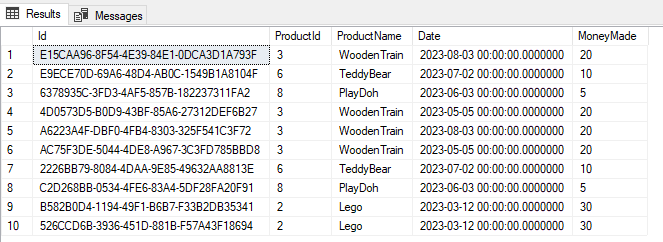 Results Messages
Id ProductId ProductName Date MoneyMade
1 E15CAA96-8F54-4E39-84E1-0DCA3D1A793F 3 WoodenTrain 2023-08-03 00:00:00.0000000 20
2 E9ECE70D-69A6-48D4-AB0C-1549B1A8104F 6 TeddyBear 2023-07-02 00:00:00.0000000 10
3 6378935C-3FD3-4AF5-857B-182237311FA2 8 PlayDoh 2023-06-03 00:00:00.0000000 5
4 4D0573D5-B0D9-43BF-85A6-27312DEF6B27 3 WoodenTrain 2023-05-05 00:00:00.0000000 20
5 A6223A4F-DBF0-4FB4-8303-325F541C3F72 3 WoodenTrain 2023-08-03 00:00:00.0000000 20
6 AC75F3DE-5044-4DE8-A967-3C3FD785BBD8 3 WoodenTrain 2023-05-05 00:00:00.0000000 20
7 2226BB79-8084-4DAA-9E85-49632AA8813E 6 TeddyBear 2023-07-02 00:00:00.0000000 10
8 C2D268BB-0534-4FE6-83A4-5DF28FA20F91 8 PlayDoh 2023-06-03 00:00:00.0000000 5
9 B582B0D4-1194-49F1-B6B7-F33B2DB35341 2 Lego 2023-03-12 00:00:00.0000000 30
10 526CCD6B-3936-451D-881B-F57A43F18694 2 Lego 2023-03-12 00:00:00.0000000 30